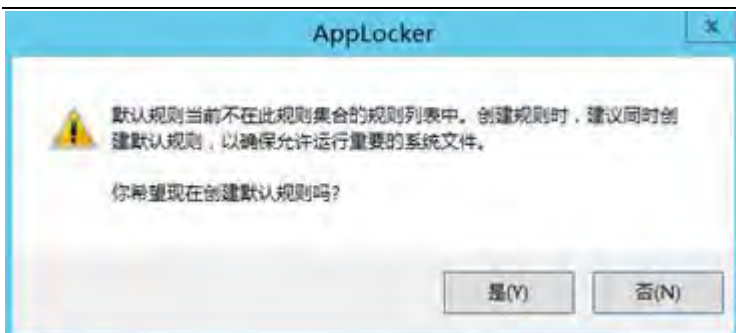 AppLocker
默认规则当前不在此规则集合的规则列表中。创建规则时，建议同时创
建默认规则，以确保允许运行重要的系统文件。
你希望现在创建默认规则吗?
是(Y)
否(N)